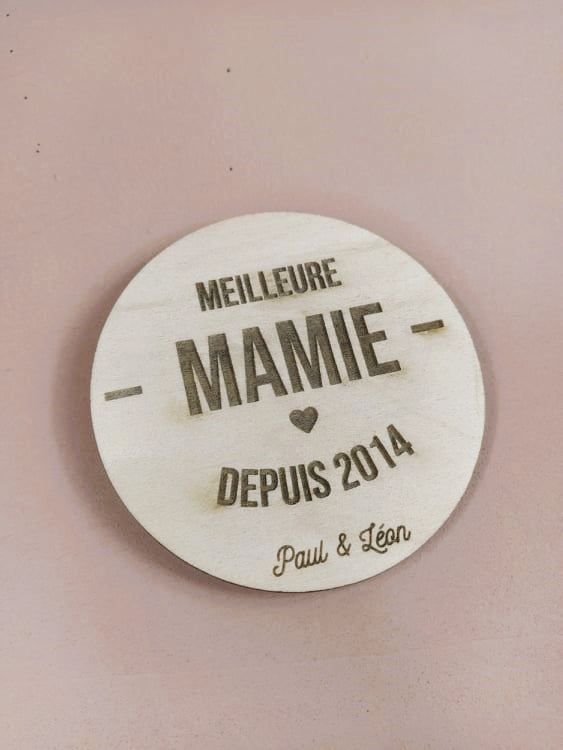 MEILLEURE
MAMIE
DEPUIS 2014
Paul & Léon